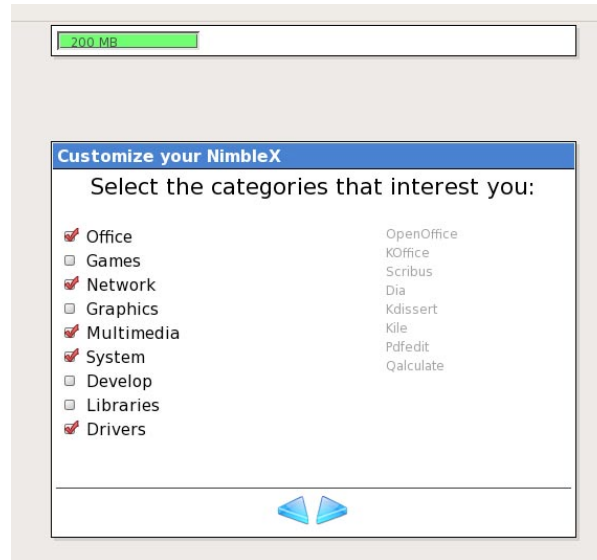 200 MB
Customize your NimbleX
Select the categories that interest you:
Office
Games
Network
Graphics
Multimedia
System
Develop
Libraries
Drivers
OpenOffice
KOffice
Scribus
Dia
Kdissert
Kile
Pdfedit
Qalculate